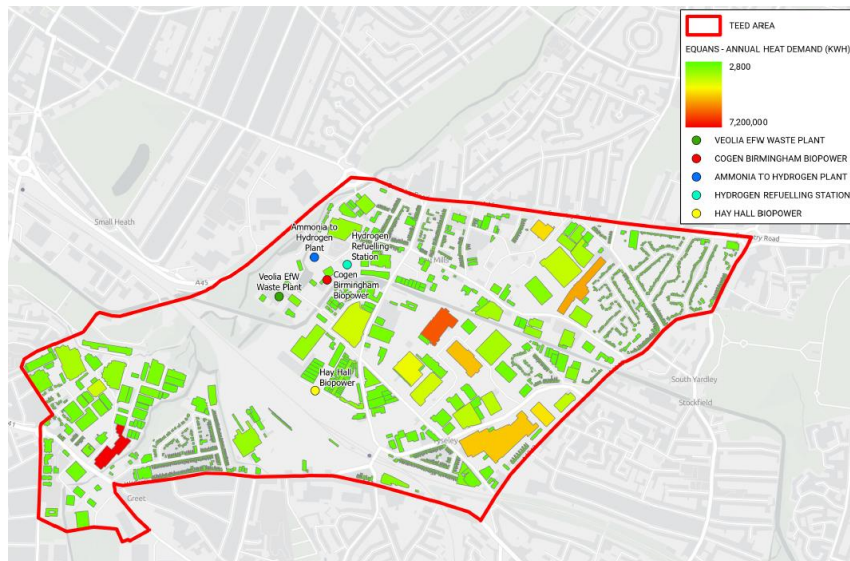 TEED AREA
EQUANS - ANNUAL HEAT DEMAND (KWH)
2,800
7,200,000
VEOLIA EFW WASTE PLANT
COGEN BIRMINGHAM BIOPOWER
AMMONIA TO HYDROGEN PLANT
HYDROGEN REFUELLING STATION
HAY HALL BIOPOWER
Small Heath
A45
Ammonia to
Hydrogen
Plant
Hydrogen
Refuelling
Station
Veolia EfW
Waste Plant
Cogen
Birmingham
Biopower
Hay Hall
Biopower
Road
South Yardley
Stockfield
Greet